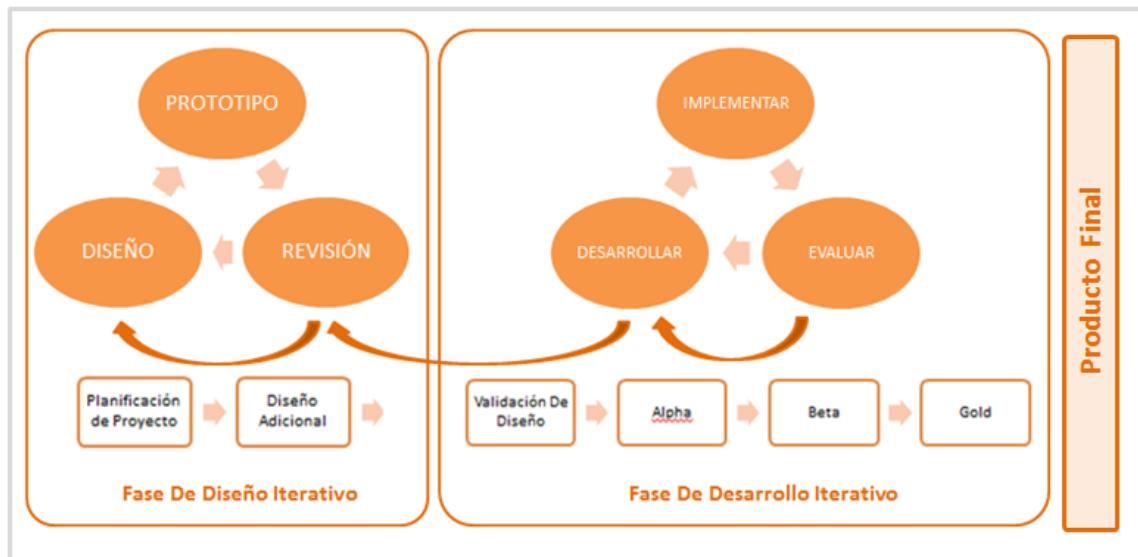 PROTOTIPO
DISEÑO
REVISIÓN
Planificación
de Proyecto
Diseño
Adicional
Fase De Diseño Iterativo
IMPLEMENTAR
DESARROLLAR
EVALUAR
Validación De
Diseño
Alpha
Beta
Gold
Fase De Desarrollo Iterativo
Producto Final